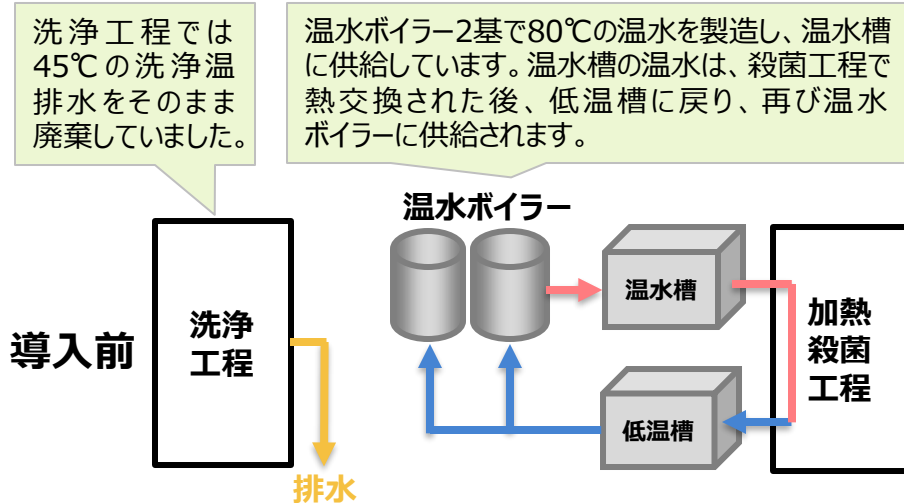 洗浄工程では
45℃の洗浄温
排水をそのまま
廃棄していました。
温水ボイラー2基で80℃の温水を製造し、温水槽
に供給しています。温水槽の温水は、殺菌工程で
熱交換された後、低温槽に戻り、再び温水
ボイラーに供給されます。
温水ボイラー
導入前
洗浄
工程
温水槽
低温槽
加熱
殺菌
工程
排水